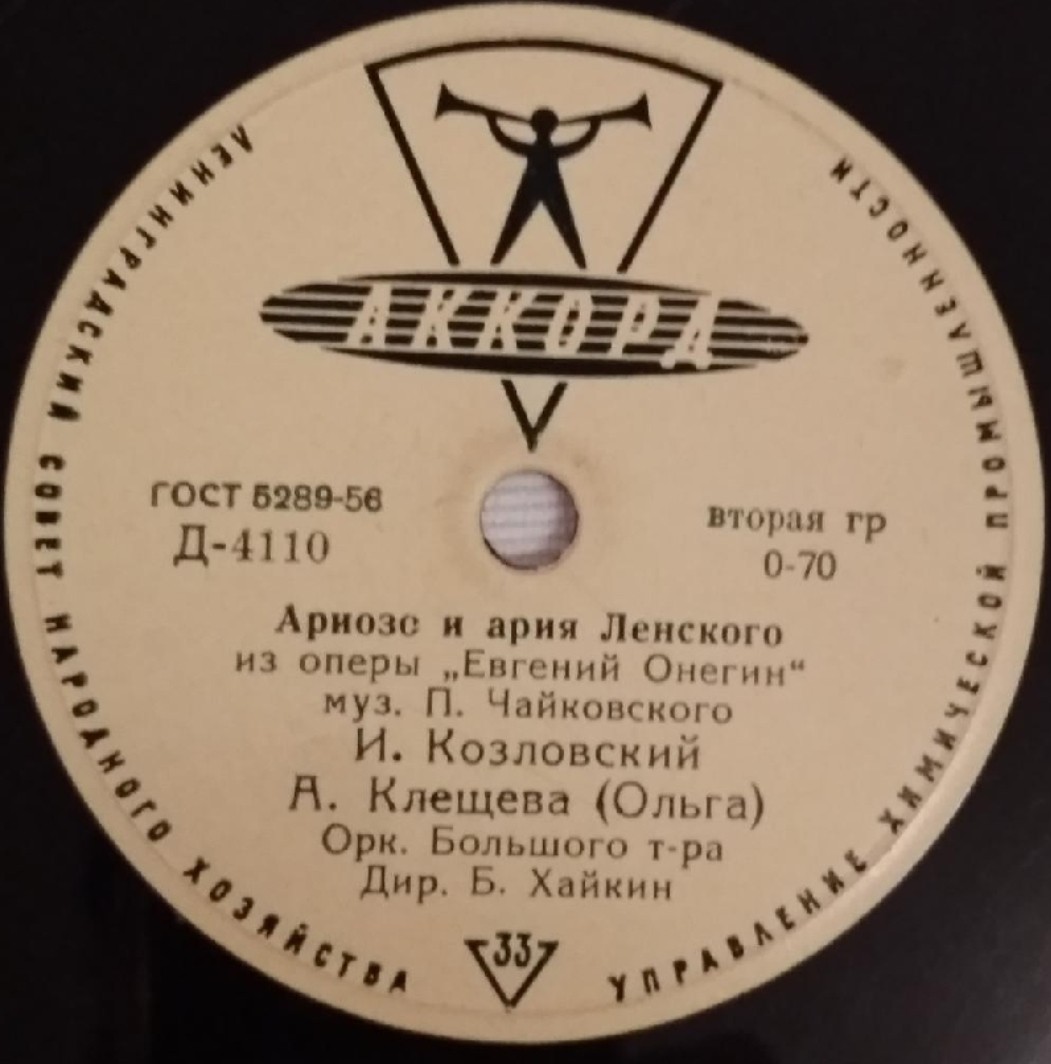 ЛЕНИНГРАДСКИЙ СОВЕТ НАРОДНОГО ХОЗЯЙСТВА
УПРАВЛЕНИЕ ХИМИЧЕСКОЙ ПРОМЫШЛЕННОСТИ
АККОРД
ГОСТ 5289-56
Д-4110
вторая гр
0-70
Ариозо и ария Ленского
из оперы „Евгений Онегин“
муз. П. Чайковского
И. Козловский
А. Клещева (Ольга)
Орк. Большого т-ра
Дир. Б. Хайкин
33